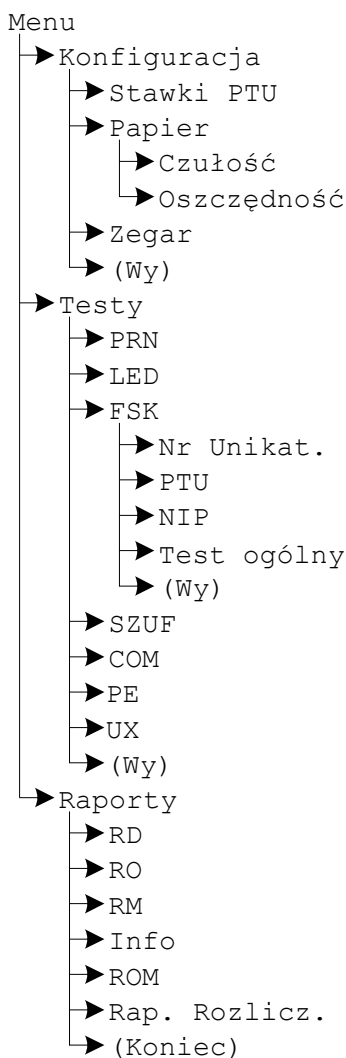 Menu
Konfiguracja
Stawki PTU
Papier
Czułość
Oszczędność
Zegar
(Wy)
Testy
PRN
LED
FSK
Nr Unikat.
PTU
NIP
Test ogólny
(Wy)
SZUF
COM
PE
UX
(Wy)
Raporty
RD
RO
RM
Info
ROM
Rap. Rozlicz.
(Koniec)